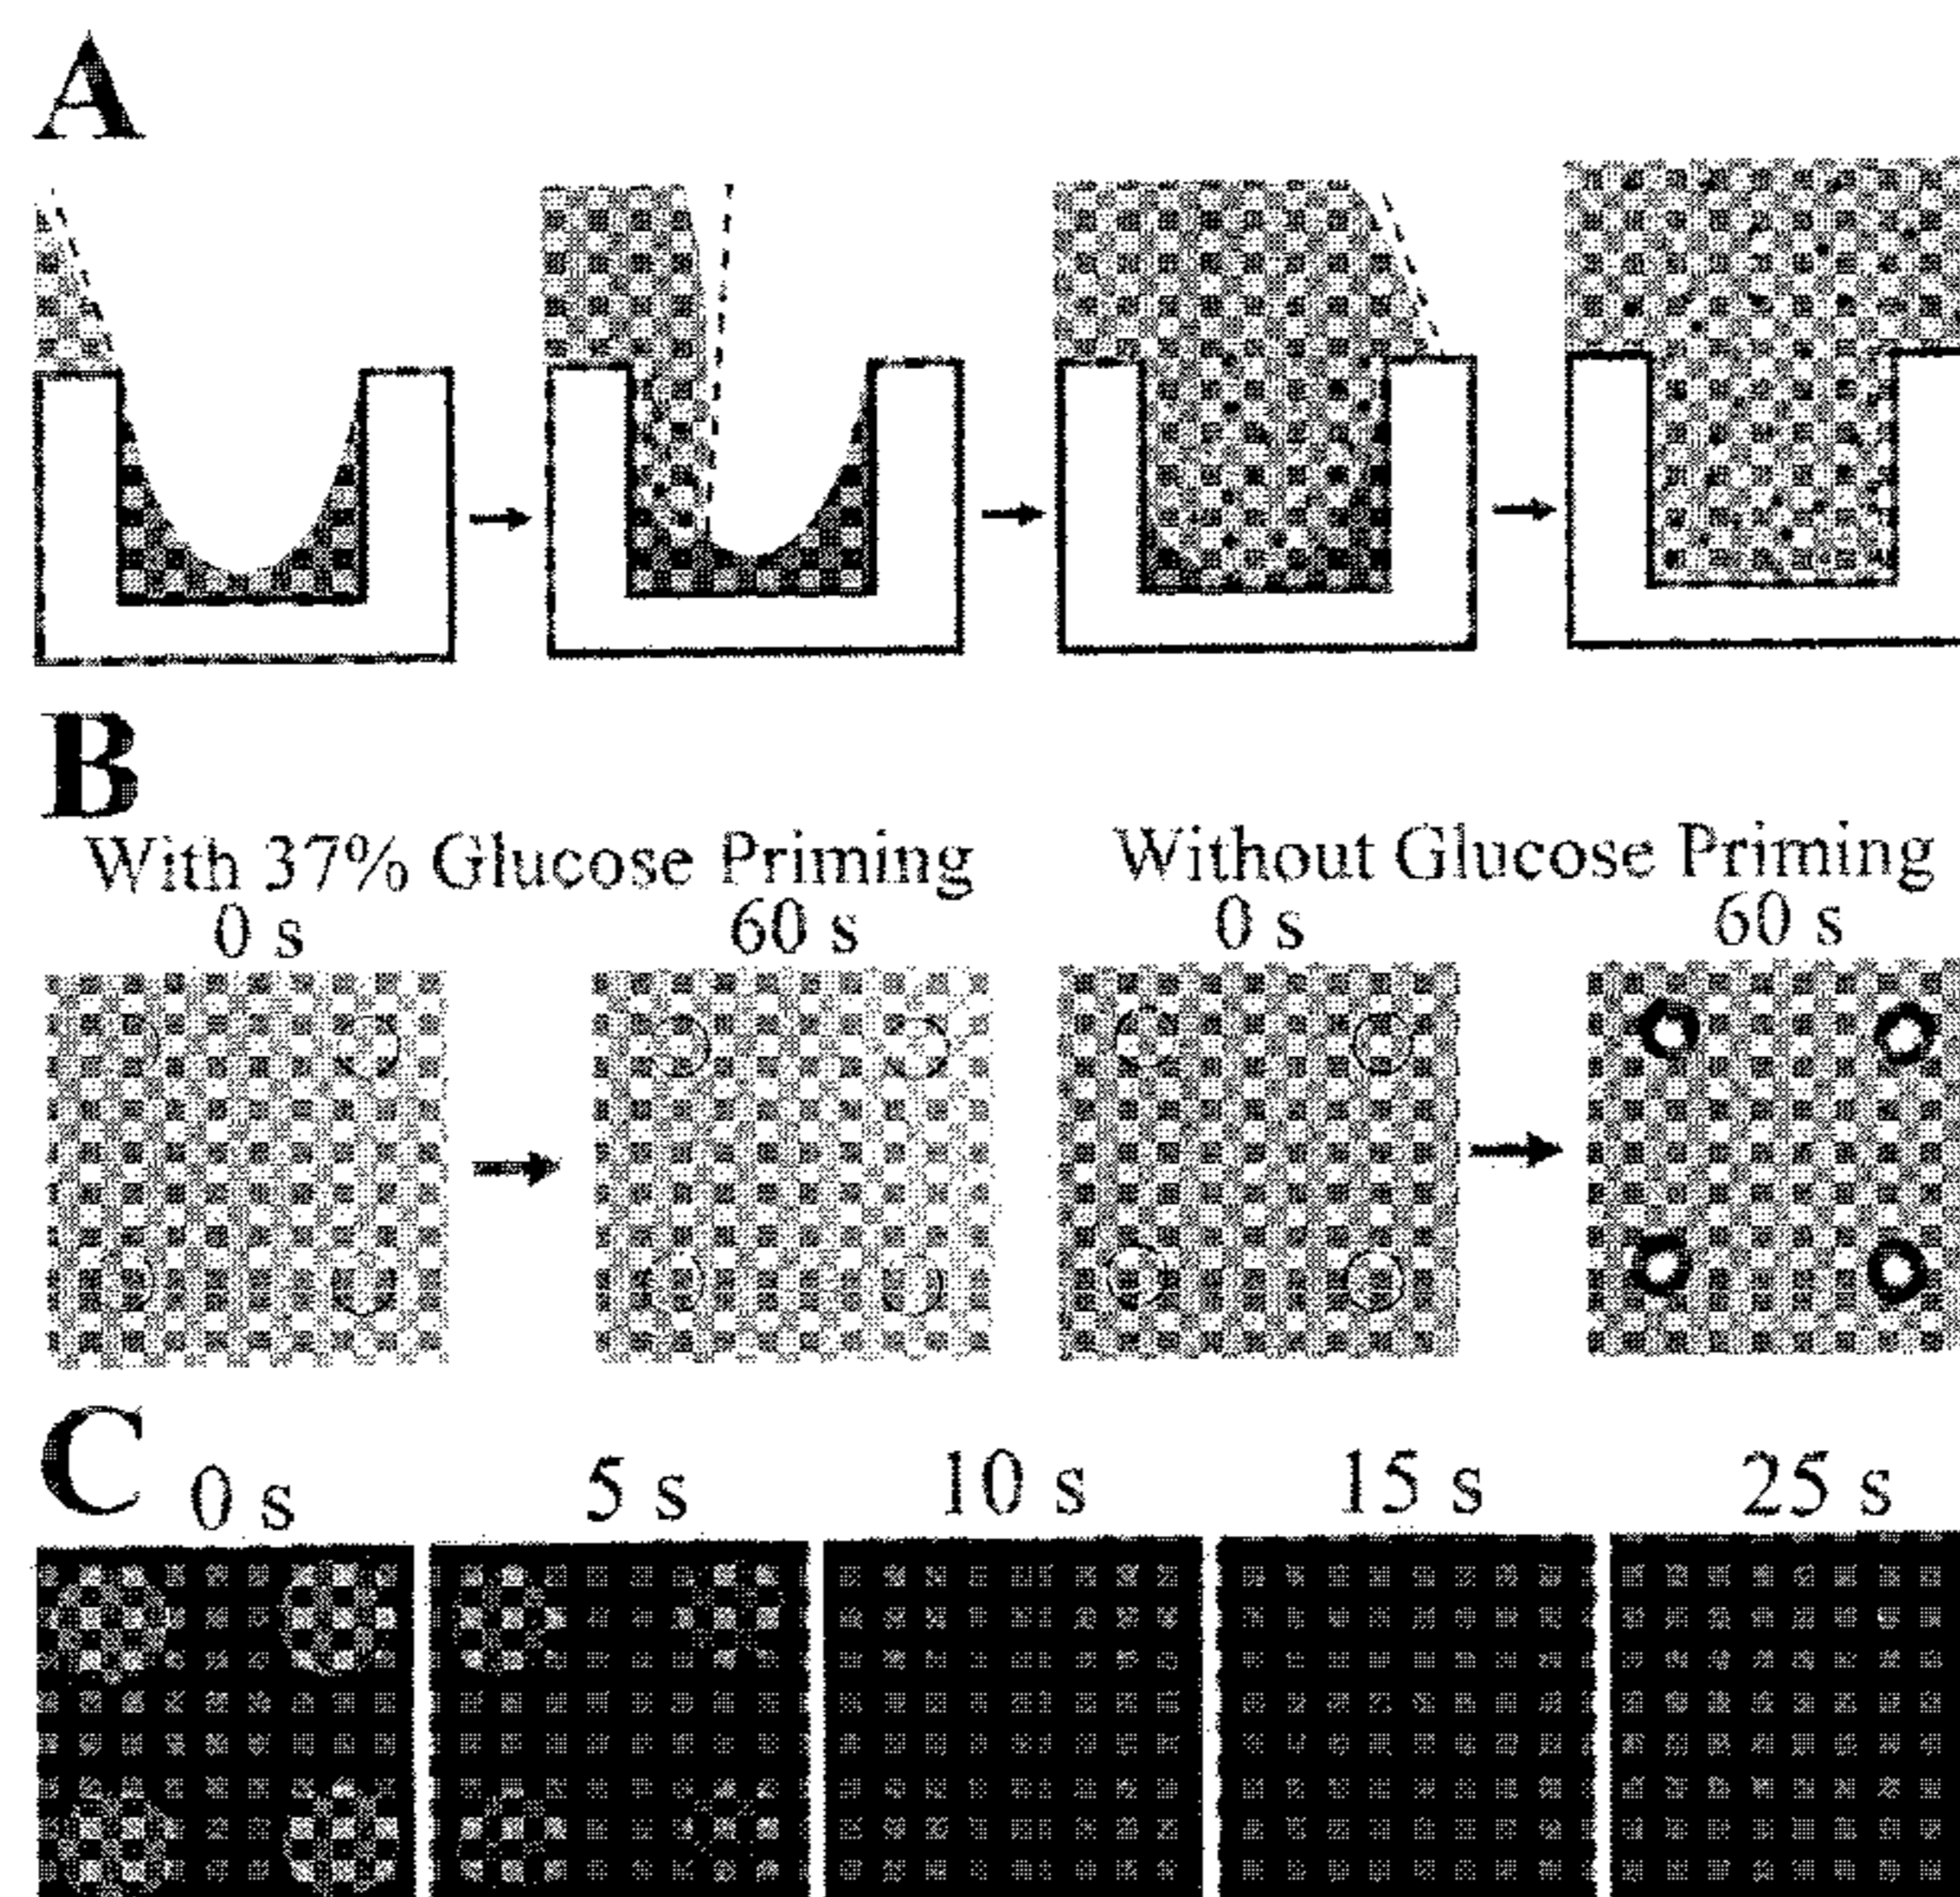 A
B
With 37% Glucose Priming Without Glucose Priming
0 s 60 s 0 s 60 s
C
0 s 5 s 10 s 15 s 25 s